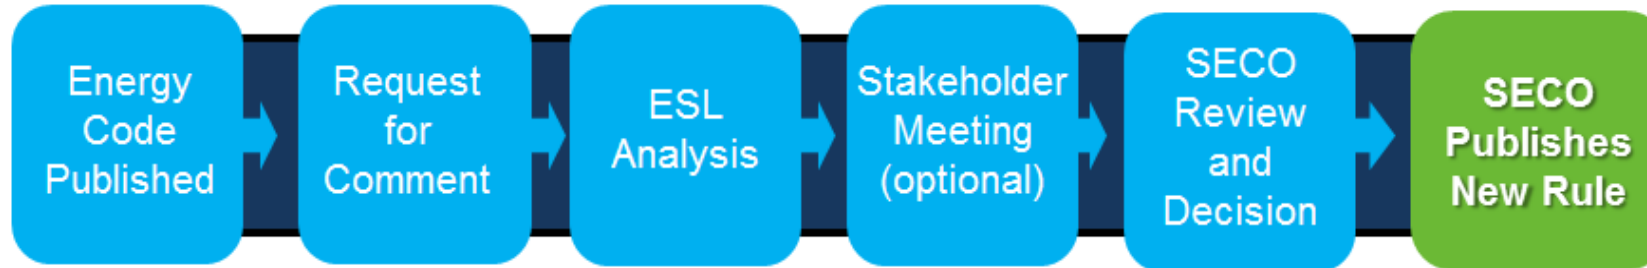 Energy
Code
Published
Request
for
Comment
ESL
Analysis
Stakeholder
Meeting
(optional)
SECO
Review
and
Decision
SECO
Publishes
New Rule